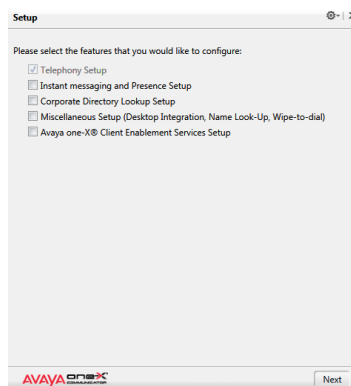 Setup
Please select the features that you would like to configure:
Telephony Setup
Instant messaging and Presence Setup
Corporate Directory Lookup Setup
Miscellaneous Setup (Desktop Integration, Name Look-Up, Wipe-to-dial)
Avaya one-X® Client Enablement Services Setup
AVAYA one-X
COMMUNICATOR
Next